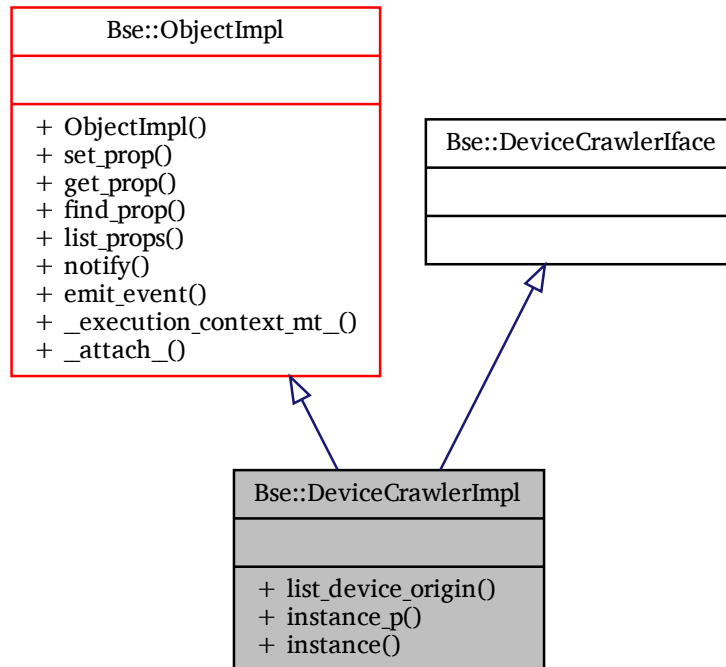 Bse::ObjectImpl
+ ObjectImpl()
+ set_prop()
+ get_prop()
+ find_prop()
+ list_props()
+ notify()
+ emit_event()
+ _execution_context_mt_()
+ _attach_()
Bse::DeviceCrawlerIface
Bse::DeviceCrawlerImpl
+ list_device_origin()
+ instance_p()
+ instance()